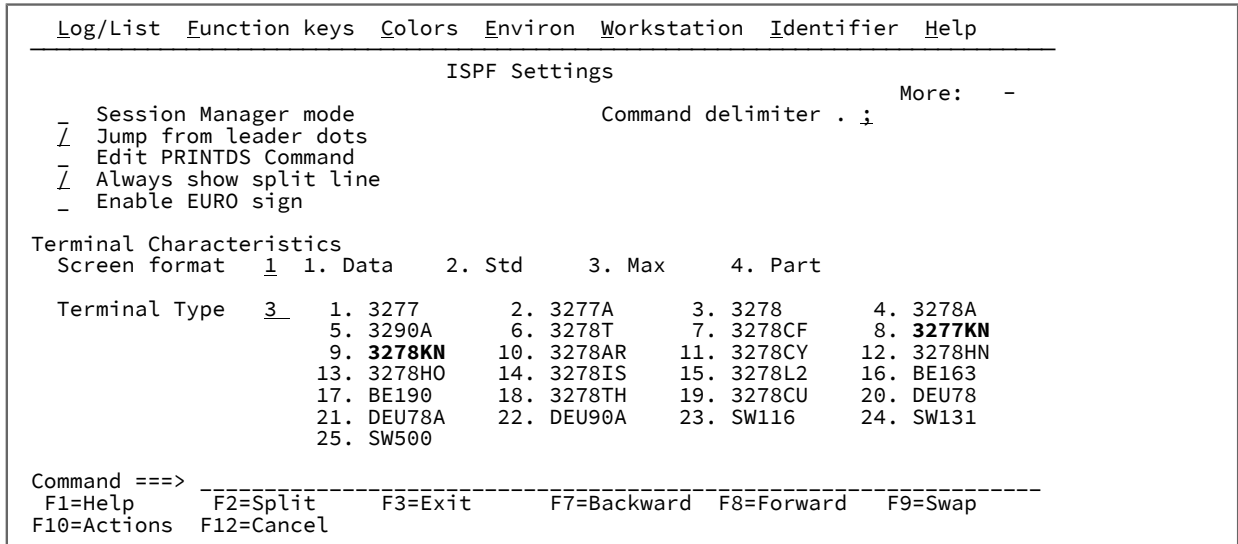 Log/List Function keys Colors Environ Workstation Identifier Help
ISPF Settings
More: -
_ Session Manager mode Command delimiter . ;
/ Jump from leader dots
_ Edit PRINTDS Command
/ Always show split line
_ Enable EURO sign
Terminal Characteristics
Screen format 1 1. Data 2. Std 3. Max 4. Part
Terminal Type 3 1. 3277 2. 3277A 3. 3278 4. 3278A
5. 3290A 6. 3278T 7. 3278CF 8. 3277KN
9. 3278KN 10. 3278AR 11. 3278CY 12. 3278HN
13. 3278HO 14. 3278IS 15. 3278L2 16. BE163
17. BE190 18. 3278TH 19. 3278CU 20. DEU78
21. DEU78A 22. DEU90A 23. SW116 24. SW131
25. SW500
Command ===> _________________________________________________________________
F1=Help F2=Split F3=Exit F7=Backward F8=Forward F9=Swap
F10=Actions F12=Cancel